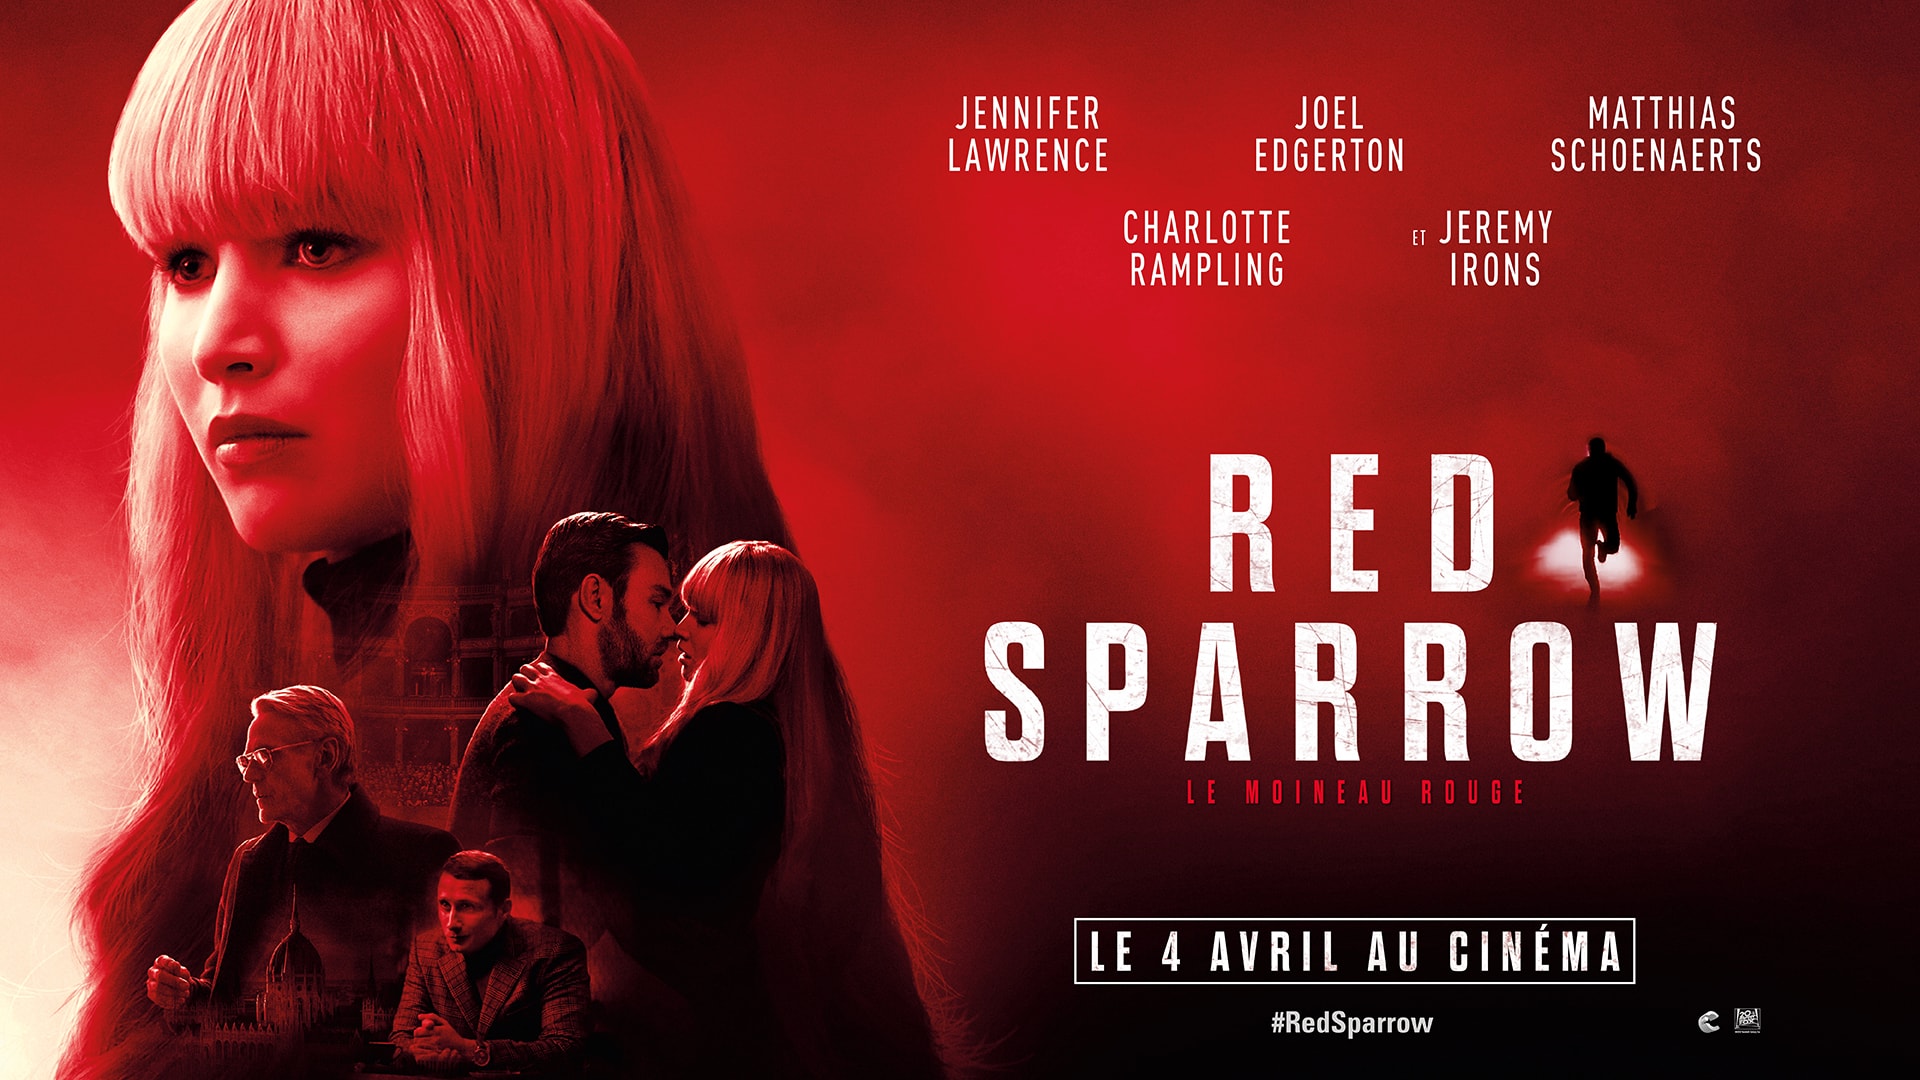 JENNIFER
LAWRENCE
JOEL
EDGERTON
MATTHIAS
SCHOENAERTS
CHARLOTTE
RAMPLING
ET JEREMY
IRONS
RED
SPARROW
LE MOINEAU ROUGE
LE 4 AVRIL AU CINÉMA
#RedSparrow